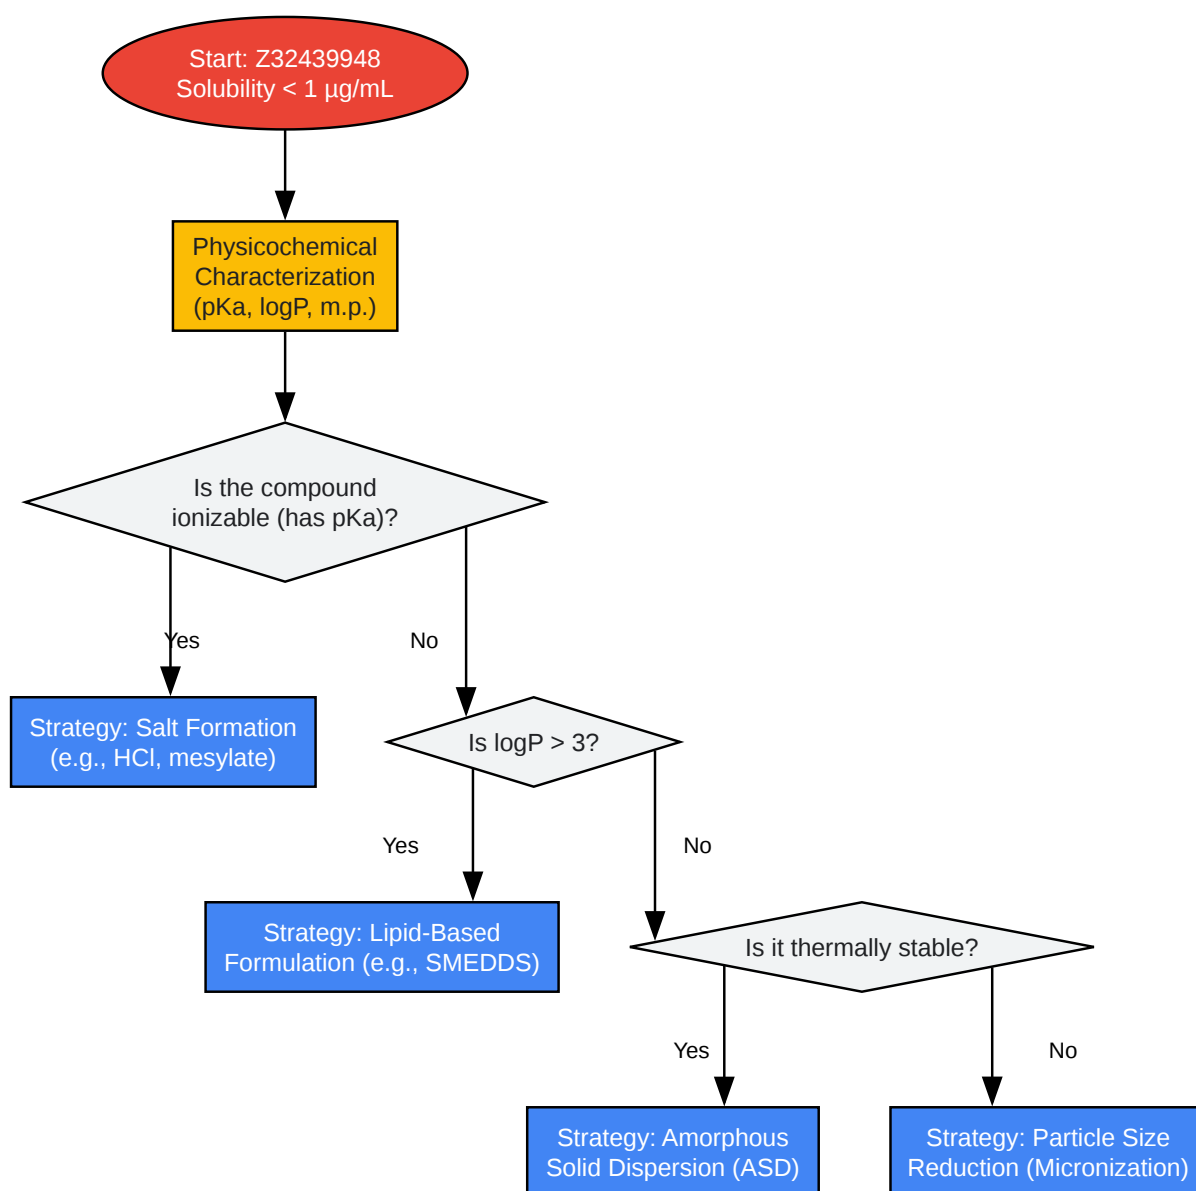 Start: Z32439948
Solubility < 1 µg/mL
Physicochemical
Characterization
(pKa, logP, m.p.)
Is the compound
ionizable (has pKa)?
Yes
No
Strategy: Salt Formation
(e.g., HCl, mesylate)
Is logP > 3?
Yes
No
Strategy: Lipid-Based
Formulation (e.g., SMEDDS)
Is it thermally stable?
Yes
No
Strategy: Amorphous
Solid Dispersion (ASD)
Strategy: Particle Size
Reduction (Micronization)